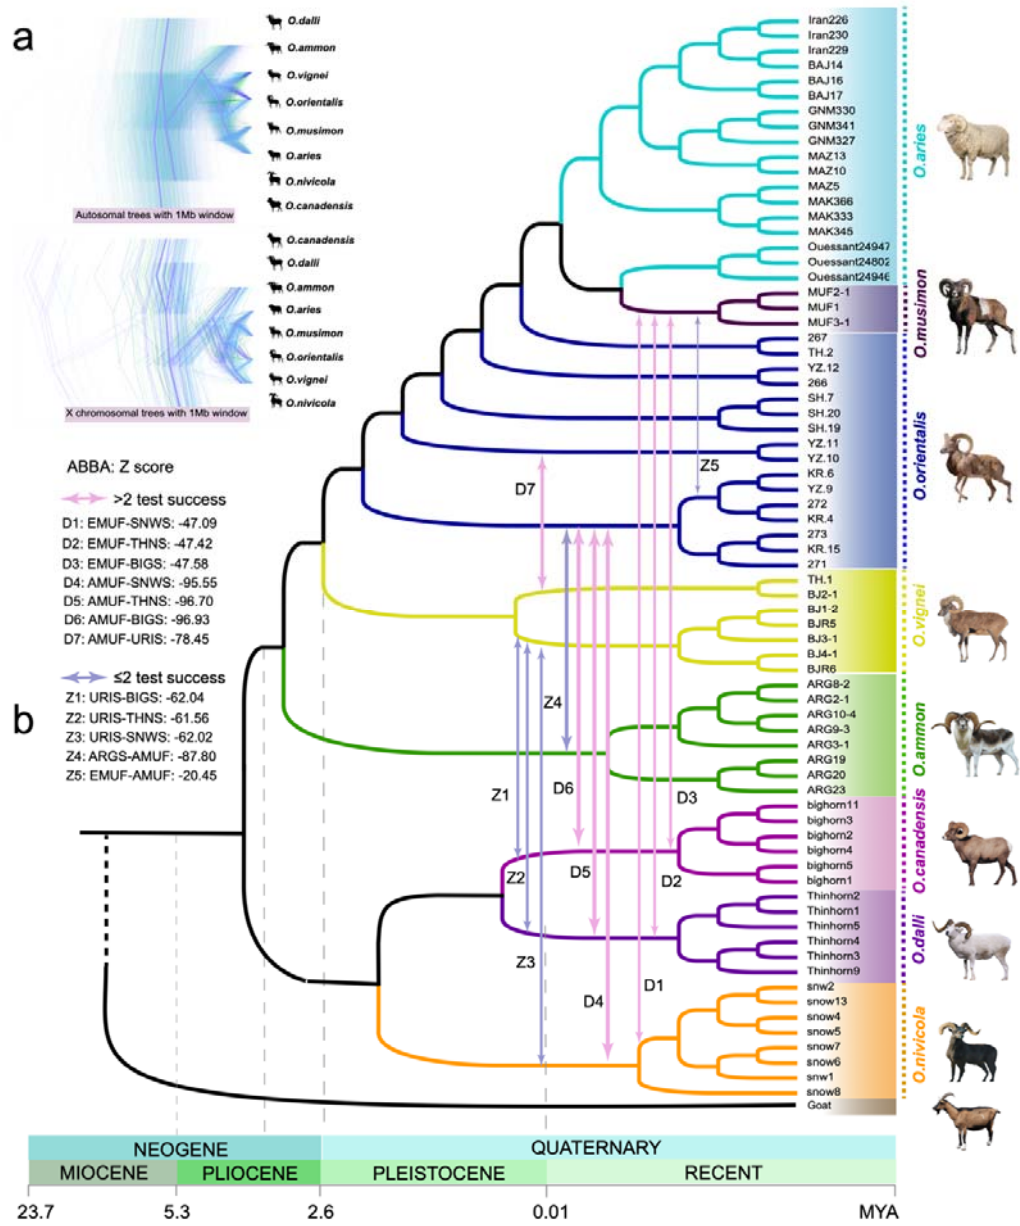 a
O.dalli
O.ammon
O.vignei
O.orientalis
O.musimon
O.aries
O.nivicola
O.canadensis
Autosomal trees with 1Mb window
O.canadensis
O.dalli
O.ammon
O.aries
O.musimon
O.orientalis
O.vignei
O.nivicola
X chromosomal trees with 1Mb window
ABBA: Z score
>2 test success
D1: EMUF-SNWS: -47.09
D2: EMUF-THNS: -47.42
D3: EMUF-BIGS: -47.58
D4: AMUF-SNWS: -95.55
D5: AMUF-THNS: -96.70
D6: AMUF-BIGS: -96.93
D7: AMUF-URIS: -78.45
≤2 test success
Z1: URIS-BIGS: -62.04
Z2: URIS-THNS: -61.56
Z3: URIS-SNWS: -62.02
Z4: ARGS-AMUF: -87.80
Z5: EMUF-AMUF: -20.45
b
D7
Z5
Z4
Z1
D6
D3
Z2
D5
D2
Z3
D4
D1
Iran226
Iran230
Iran229
BAJ14
BAJ16
BAJ17
GNM330
GNM341
GNM327
MAZ13
MAZ10
MAZ5
MAK366
MAK333
MAK345
Ouessant24947
Ouessant24802
Ouessant24946
MUF2-1
MUF1
MUF3-1
267
TH.2
YZ.12
266
SH.7
SH.20
SH.19
YZ.11
YZ.10
KR.6
YZ.9
272
KR.4
273
KR.15
271
TH.1
BJ2-1
BJ1-2
BJR5
BJ3-1
BJ4-1
BJR6
ARG8-2
ARG2-1
ARG10-4
ARG9-3
ARG3-1
ARG19
ARG20
ARG23
bighorn11
bighorn3
bighorn2
bighorn4
bighorn5
bighorn1
Thinhorn2
Thinhorn1
Thinhorn5
Thinhorn4
Thinhorn3
Thinhorn9
snw2
snow13
snow4
snow5
snow7
snow6
snw1
snow8
Goat
O.aries
O.musimon
O.orientalis
O.vignei
O.ammon
O.canadensis
O.dalli
O.nivicola
NEOGENE QUATERNARY
MIOCENE PLIOCENE PLEISTOCENE RECENT
23.7 5.3 2.6 0.01 MYA